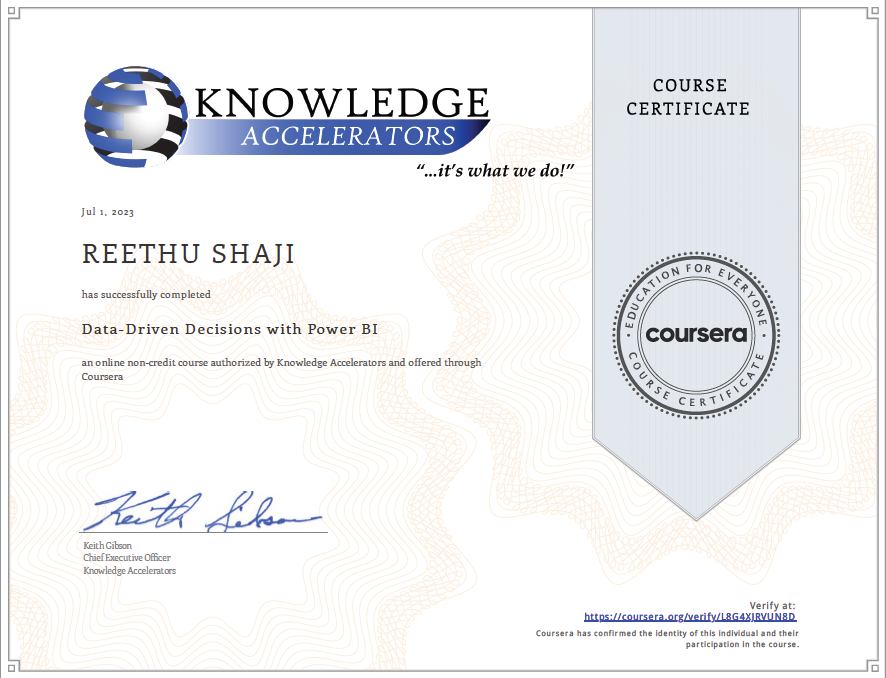 KNOWLEDGE
ACCELERATORS
“...it’s what we do!”
COURSE
CERTIFICATE
Jul 1, 2023
REETHU SHAJI
has successfully completed
Data-Driven Decisions with Power BI
an online non-credit course authorized by Knowledge Accelerators and offered through
Coursera
EDUCATION FOR EVERYONE
coursera
COURSE CERTIFICATE
Keith Gibson
Keith Gibson
Chief Executive Officer
Knowledge Accelerators
Verify at:
https://coursera.org/verify/L8G4XJRVUN8D
Coursera has confirmed the identity of this individual and their
participation in the course.